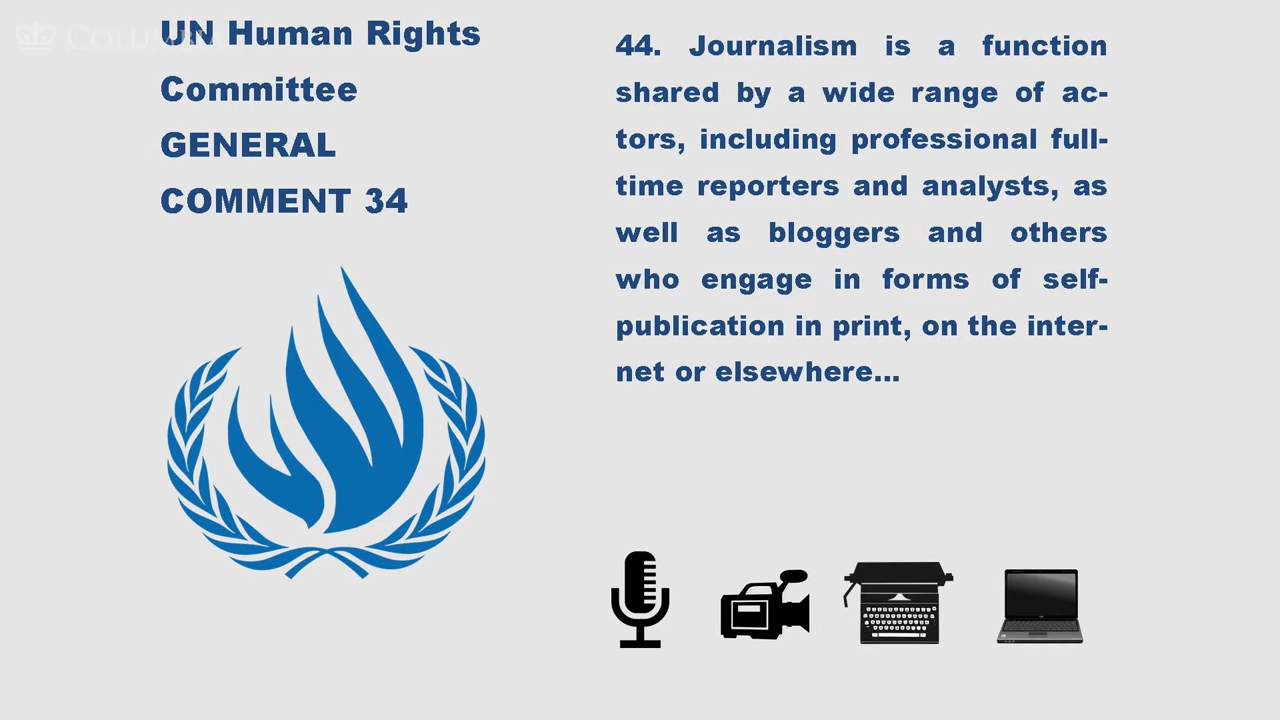 COLUMBIA
UN Human Rights
Committee
GENERAL
COMMENT 34
44. Journalism is a function
shared by a wide range of ac-
tors, including professional full-
time reporters and analysts, as
well as bloggers and others
who engage in forms of self-
publication in print, on the inter-
net or elsewhere...